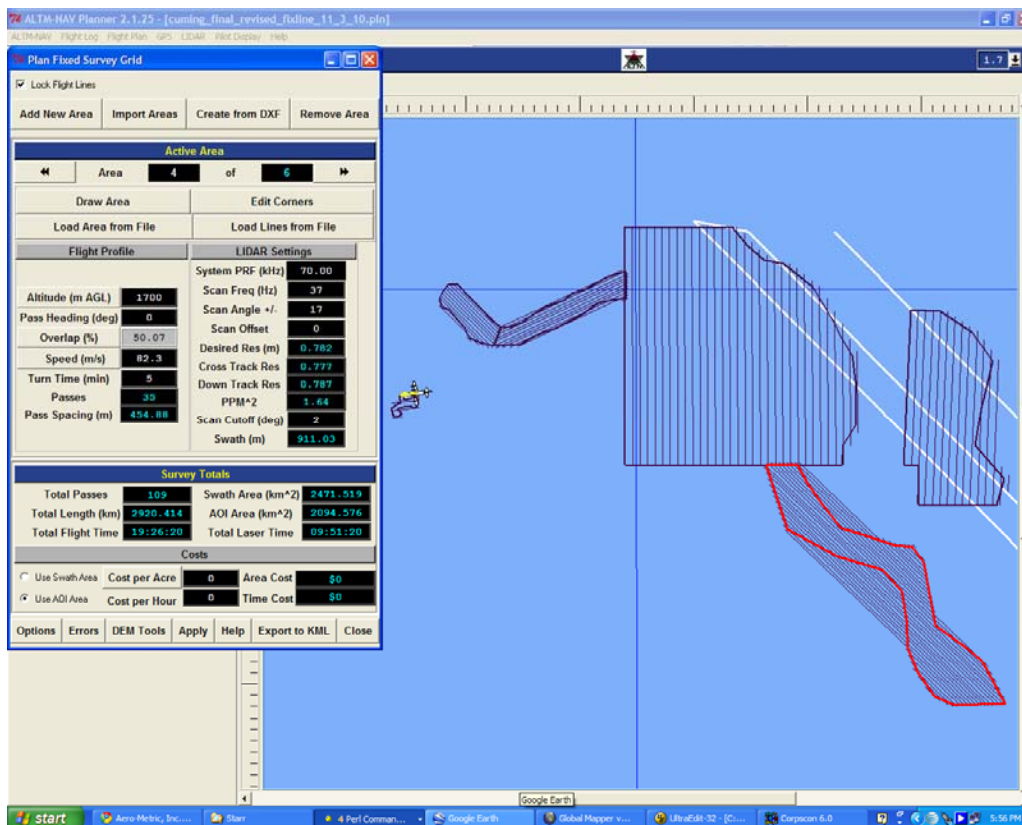 ALTM-NAV Planner 2.1.25 - [cuming_final_revised_fixline_11_3_10.pln]
ALTM-NAV Flight Log Flight Plan GPS LIDAR Pilot Display Help
Plan Fixed Survey Grid
1.7
Lock Flight Lines
Add New Area Import Areas Create from DXF Remove Area
Active Area
Area 4 of 6
Draw Area Edit Corners
Load Area from File Load Lines from File
Flight Profile
Altitude (m AGL) 1700
Pass Heading (deg) 0
Overlap (%) 50.07
Speed (m/s) 82.3
Turn Time (min) 5
Passes 35
Pass Spacing (m) 454.88
LIDAR Settings
System PRF (kHz) 70.00
Scan Freq (Hz) 37
Scan Angle +/- 17
Scan Offset 0
Desired Res (m) 0.782
Cross Track Res 0.777
Down Track Res 0.787
PPM^2 1.64
Scan Cutoff (deg) 2
Swath (m) 911.03
Survey Totals
Total Passes 109 Swath Area (km^2) 2471.519
Total Length (km) 2920.414 AOI Area (km^2) 2094.576
Total Flight Time 19:26:20 Total Laser Time 09:51:20
Costs
Use Swath Area Cost per Acre 0 Area Cost $0
Use AOI Area Cost per Hour 0 Time Cost $0
Options Errors DEM Tools Apply Help Export to KML Close
Google Earth
start Aero-Metric, Inc.... Starr 4 Perl Comman... Google Earth Global Mapper v... UltraEdit-32 - [C:... Corpscon 6.0 5:56 PM